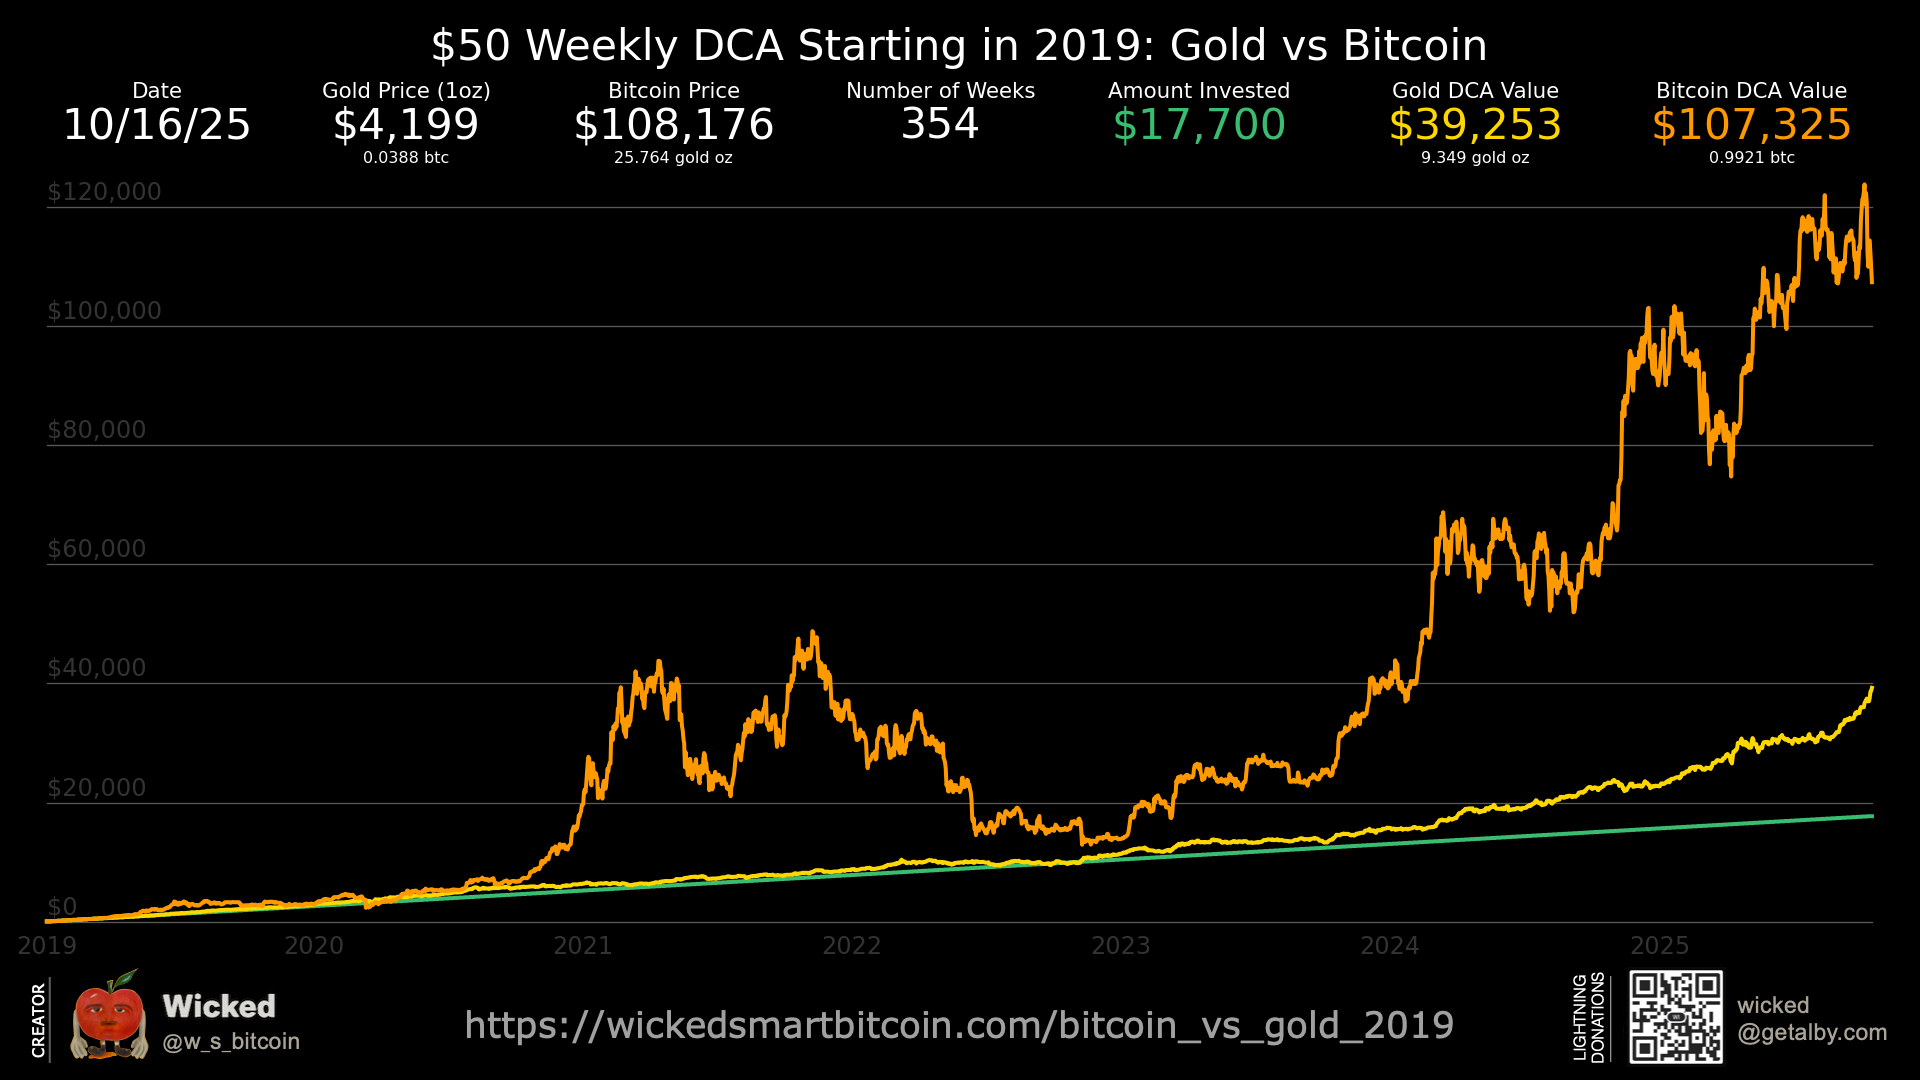 $50 Weekly DCA Starting in 2019: Gold vs Bitcoin
Date
10/16/25
Gold Price (1oz)
$4,199
0.0388 btc
Bitcoin Price
$108,176
25.764 gold oz
Number of Weeks
354
Amount Invested
$17,700
Gold DCA Value
$39,253
9.349 gold oz
Bitcoin DCA Value
$107,325
0.9921 btc
$120,000
$100,000
$80,000
$60,000
$40,000
$20,000
$0
2019 2020 2021 2022 2023 2024 2025
CREATOR
Wicked
@w_s_bitcoin
https://wickedsmartbitcoin.com/bitcoin_vs_gold_2019
LIGHTNING
DONATIONS
wicked
@getalby.com